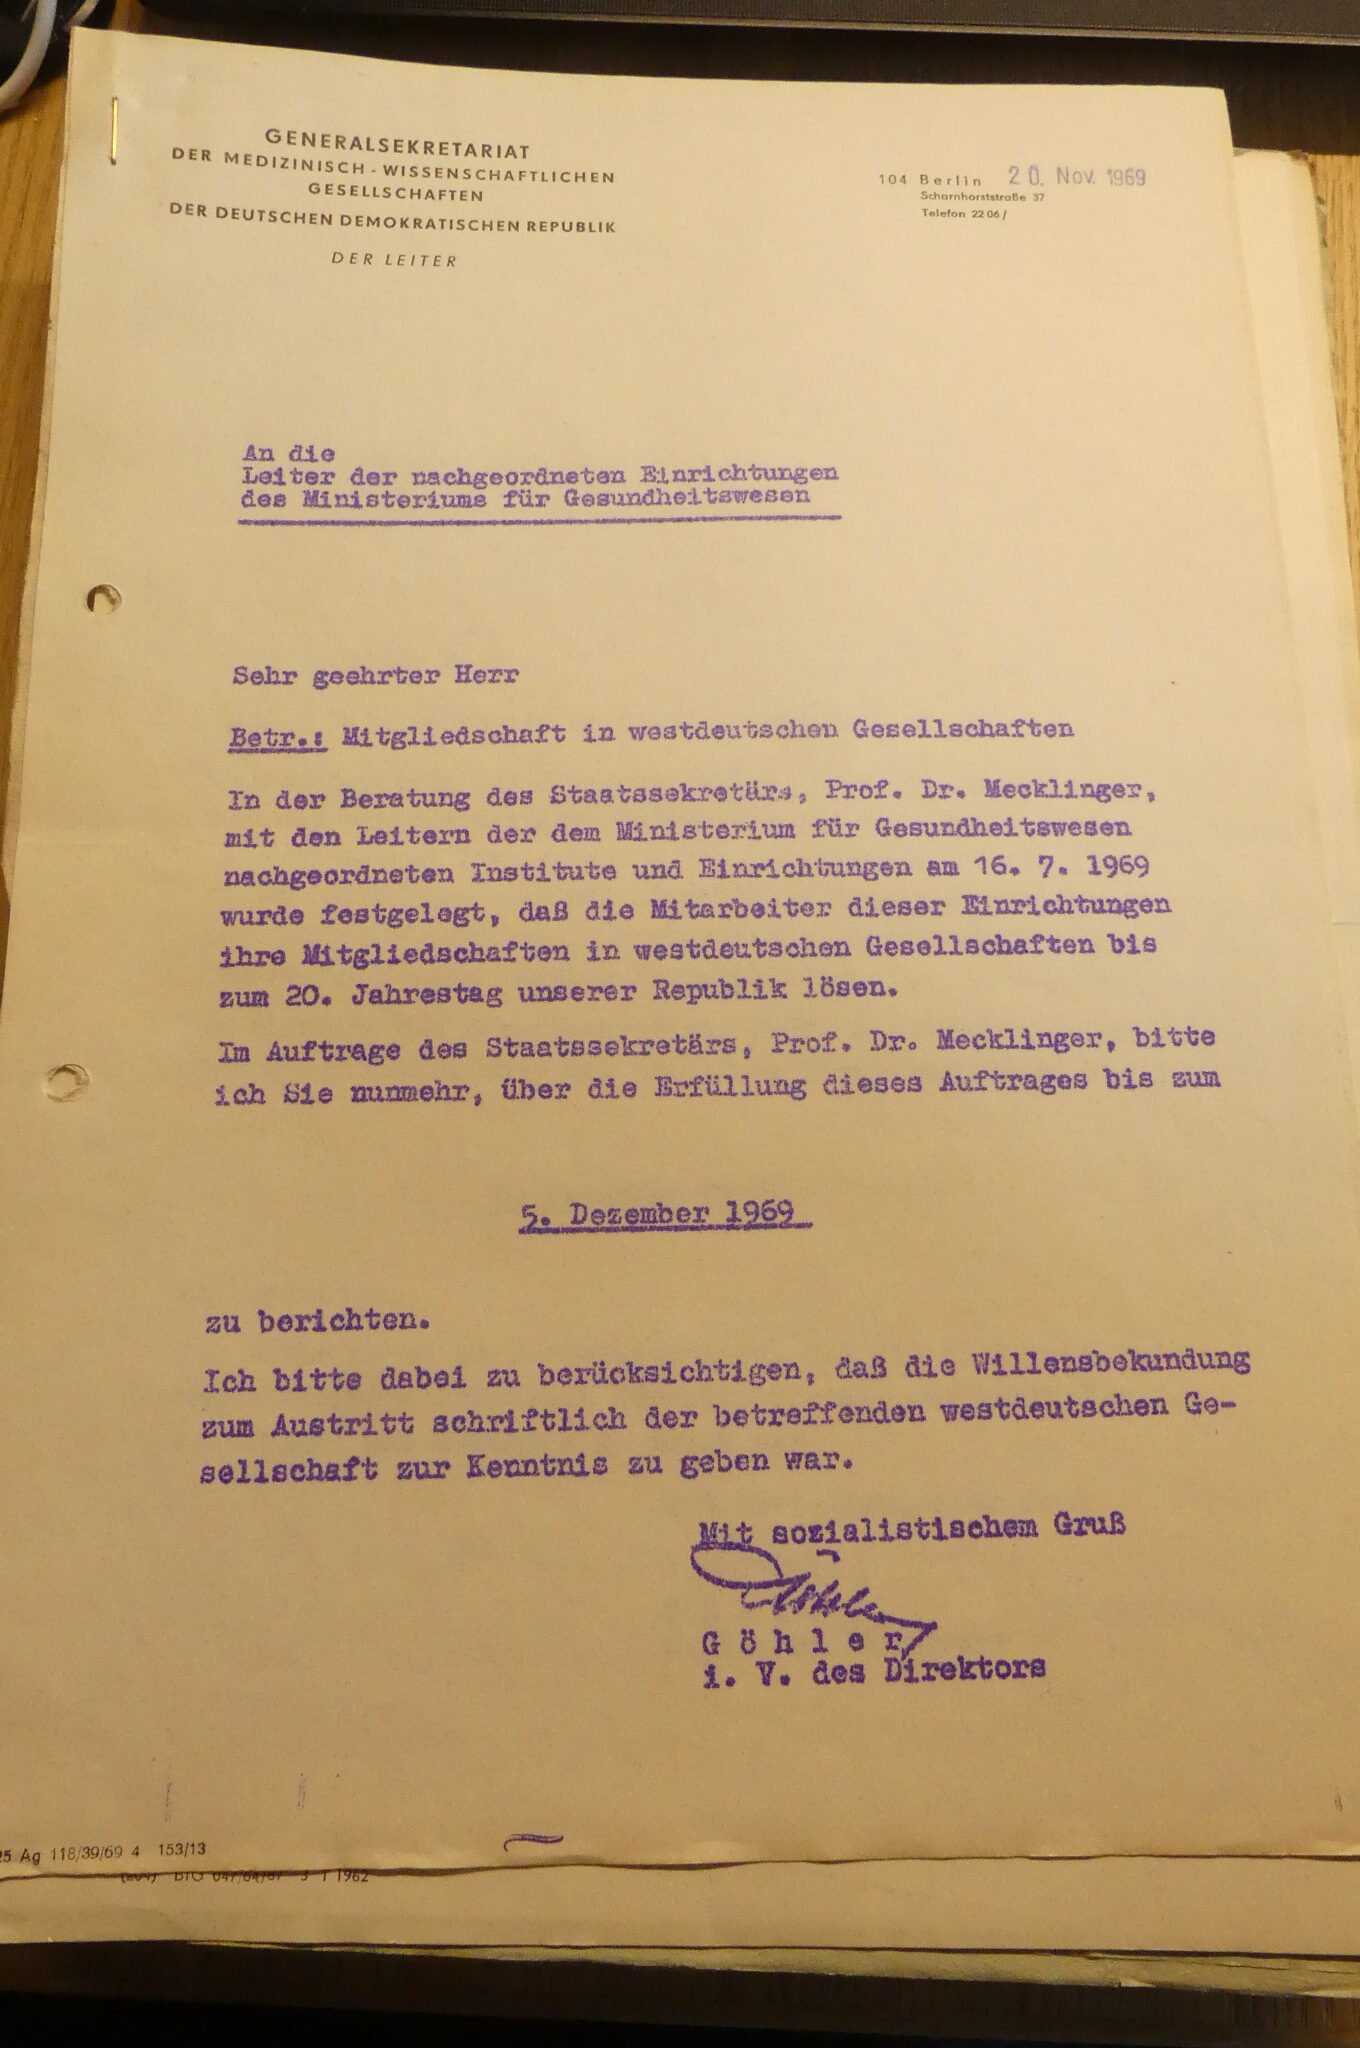 GENERALSEKRETARIAT
DER MEDIZINISCH-WISSENSCHAFTLICHEN
GESELLSCHAFTEN
DER DEUTSCHEN DEMOKRATISCHEN REPUBLIK
DER LEITER
104 Berlin 20. Nov. 1969
Scharnhorststraße 37
Telefon 22 06 /
An die
Leiter der nachgeordneten Einrichtungen
des Ministeriums für Gesundheitswesen
Sehr geehrter Herr
Betr.: Mitgliedschaft in westdeutschen Gesellschaften
In der Beratung des Staatssekretärs, Prof. Dr. Mecklinger,
mit den Leitern der dem Ministerium für Gesundheitswesen
nachgeordneten Institute und Einrichtungen am 16. 7. 1969
wurde festgelegt, daß die Mitarbeiter dieser Einrichtungen
ihre Mitgliedschaften in westdeutschen Gesellschaften bis
zum 20. Jahrestag unserer Republik lösen.
Im Auftrage des Staatssekretärs, Prof. Dr. Mecklinger, bitte
ich Sie nunmehr, über die Erfüllung dieses Auftrages bis zum
5. Dezember 1969
zu berichten.
Ich bitte dabei zu berücksichtigen, daß die Willensbekundung
zum Austritt schriftlich der betreffenden westdeutschen Ge-
sellschaft zur Kenntnis zu geben war.
Mit sozialistischem Gruß
Göhler
G ö h l e r
i. V. des Direktors
25 Ag 118/39/69 4 153/13
1962